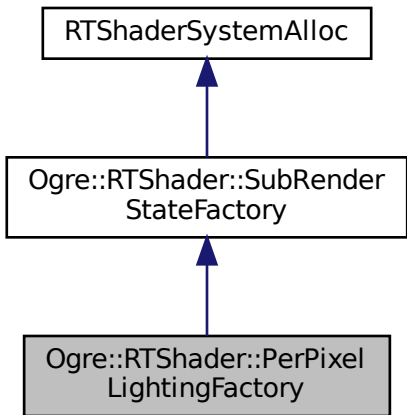 RTShaderSystemAlloc
Ogre::RTShader::SubRender
StateFactory
Ogre::RTShader::PerPixel
LightingFactory